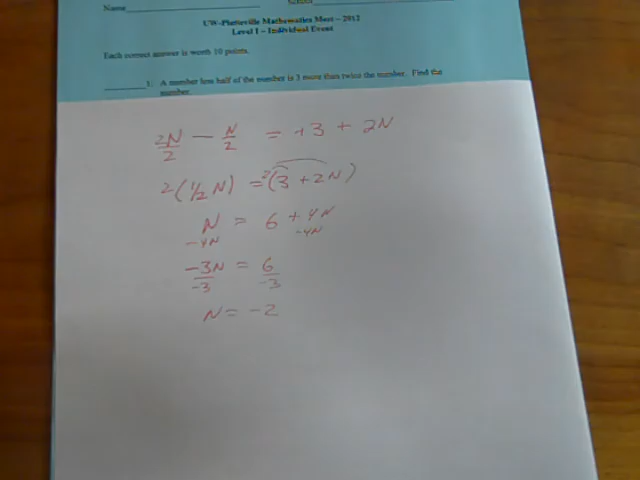 Name
School
UW-Platteville Mathematics Meet – 2012
Level I – Individual Event
Each correct answer is worth 10 points.
1. A number less half of the number is 3 more than twice the number. Find the
number.
2N/2 − N/2 = +3 + 2N
2(1/2 N) = 2(3 + 2N)
N = 6 + 4N
-4N -4N
-3N/-3 = 6/-3
N = -2